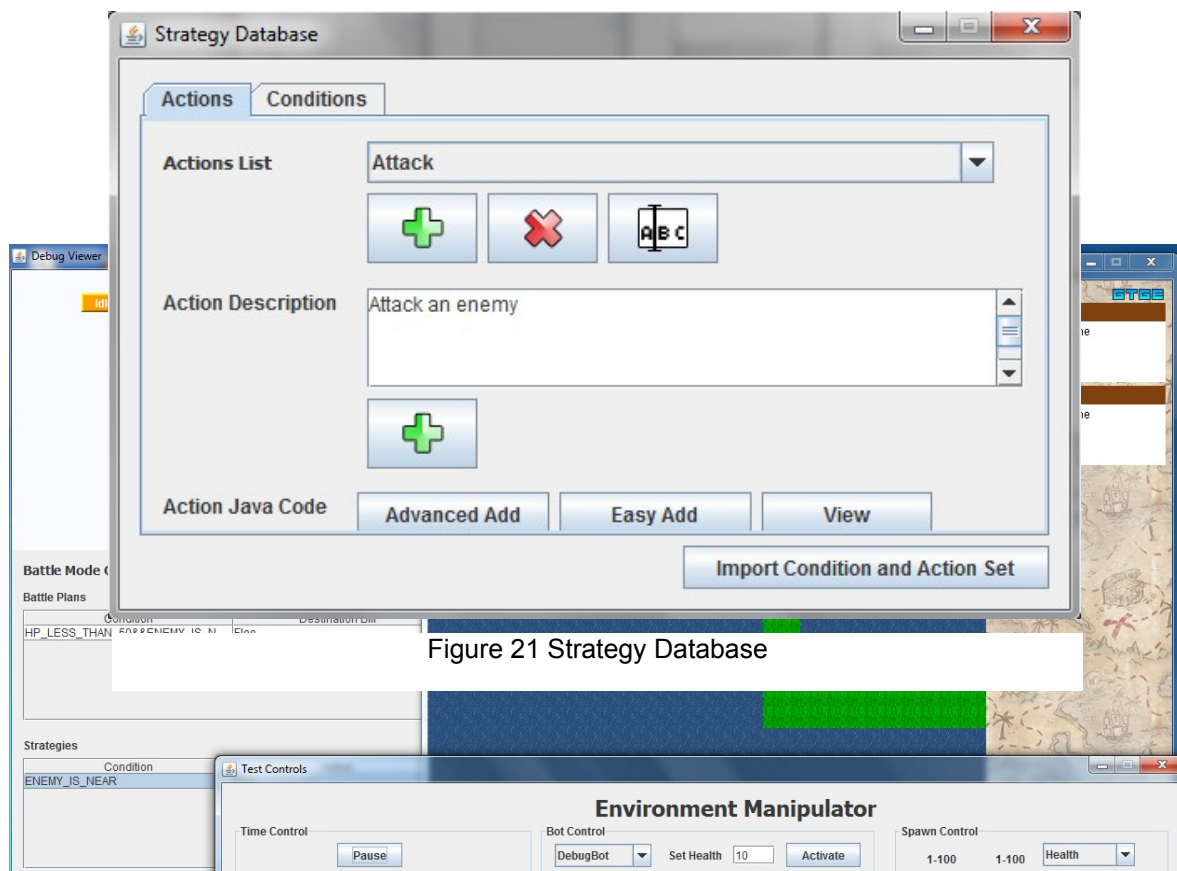 Strategy Database
Actions
Conditions
Actions List
Attack
A B C
Action Description
Attack an enemy
Action Java Code
Advanced Add
Easy Add
View
Import Condition and Action Set
Figure 21 Strategy Database
Debug Viewer
GTGE
Battle Mode
Battle Plans
Condition
Strategies
Condition
ENEMY_IS_NEAR
Test Controls
Environment Manipulator
Time Control
Pause
Bot Control
DebugBot
Set Health
10
Activate
Spawn Control
1-100
1-100
Health